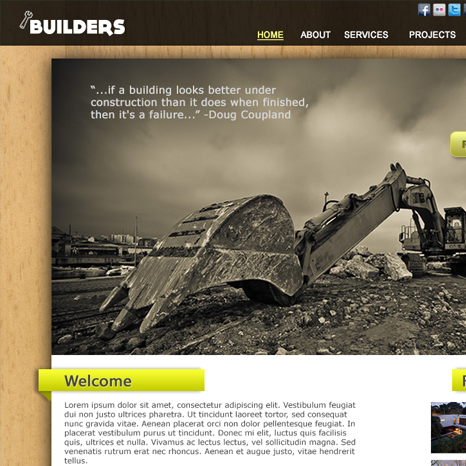 BUILDERS
HOME ABOUT SERVICES PROJECTS
“...if a building looks better under
construction than it does when finished,
then it's a failure...” -Doug Coupland
Welcome
Lorem ipsum dolor sit amet, consectetur adipiscing elit. Vestibulum feugiat
dui non justo ultrices pharetra. Ut tincidunt laoreet tortor, sed consequat
nunc gravida vitae. Aenean placerat orci non dolor pellentesque feugiat. In
placerat vestibulum purus ut tincidunt. Donec mi elit, luctus quis facilisis
quis, ultrices et nulla. Vivamus ac lectus lectus, vel sollicitudin magna. Sed
venenatis rutrum erat nec rhoncus. Aenean et augue justo, vitae hendrerit
tellus.